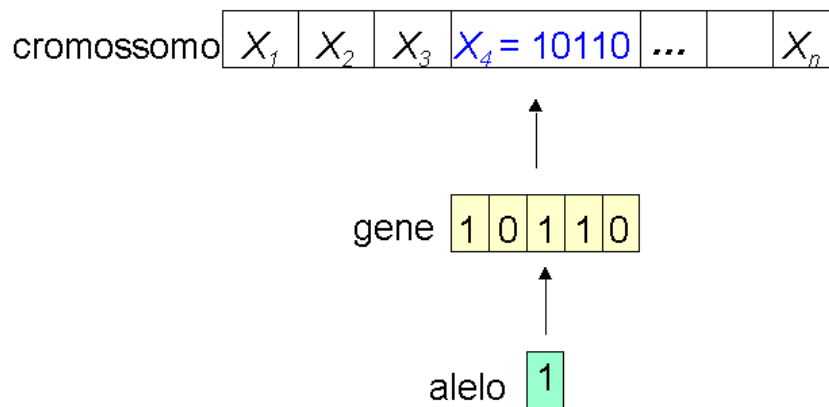 cromossomo X₁ X₂ X₃ X₄ = 10110 ... Xₙ
gene 1 0 1 1 0
alelo 1